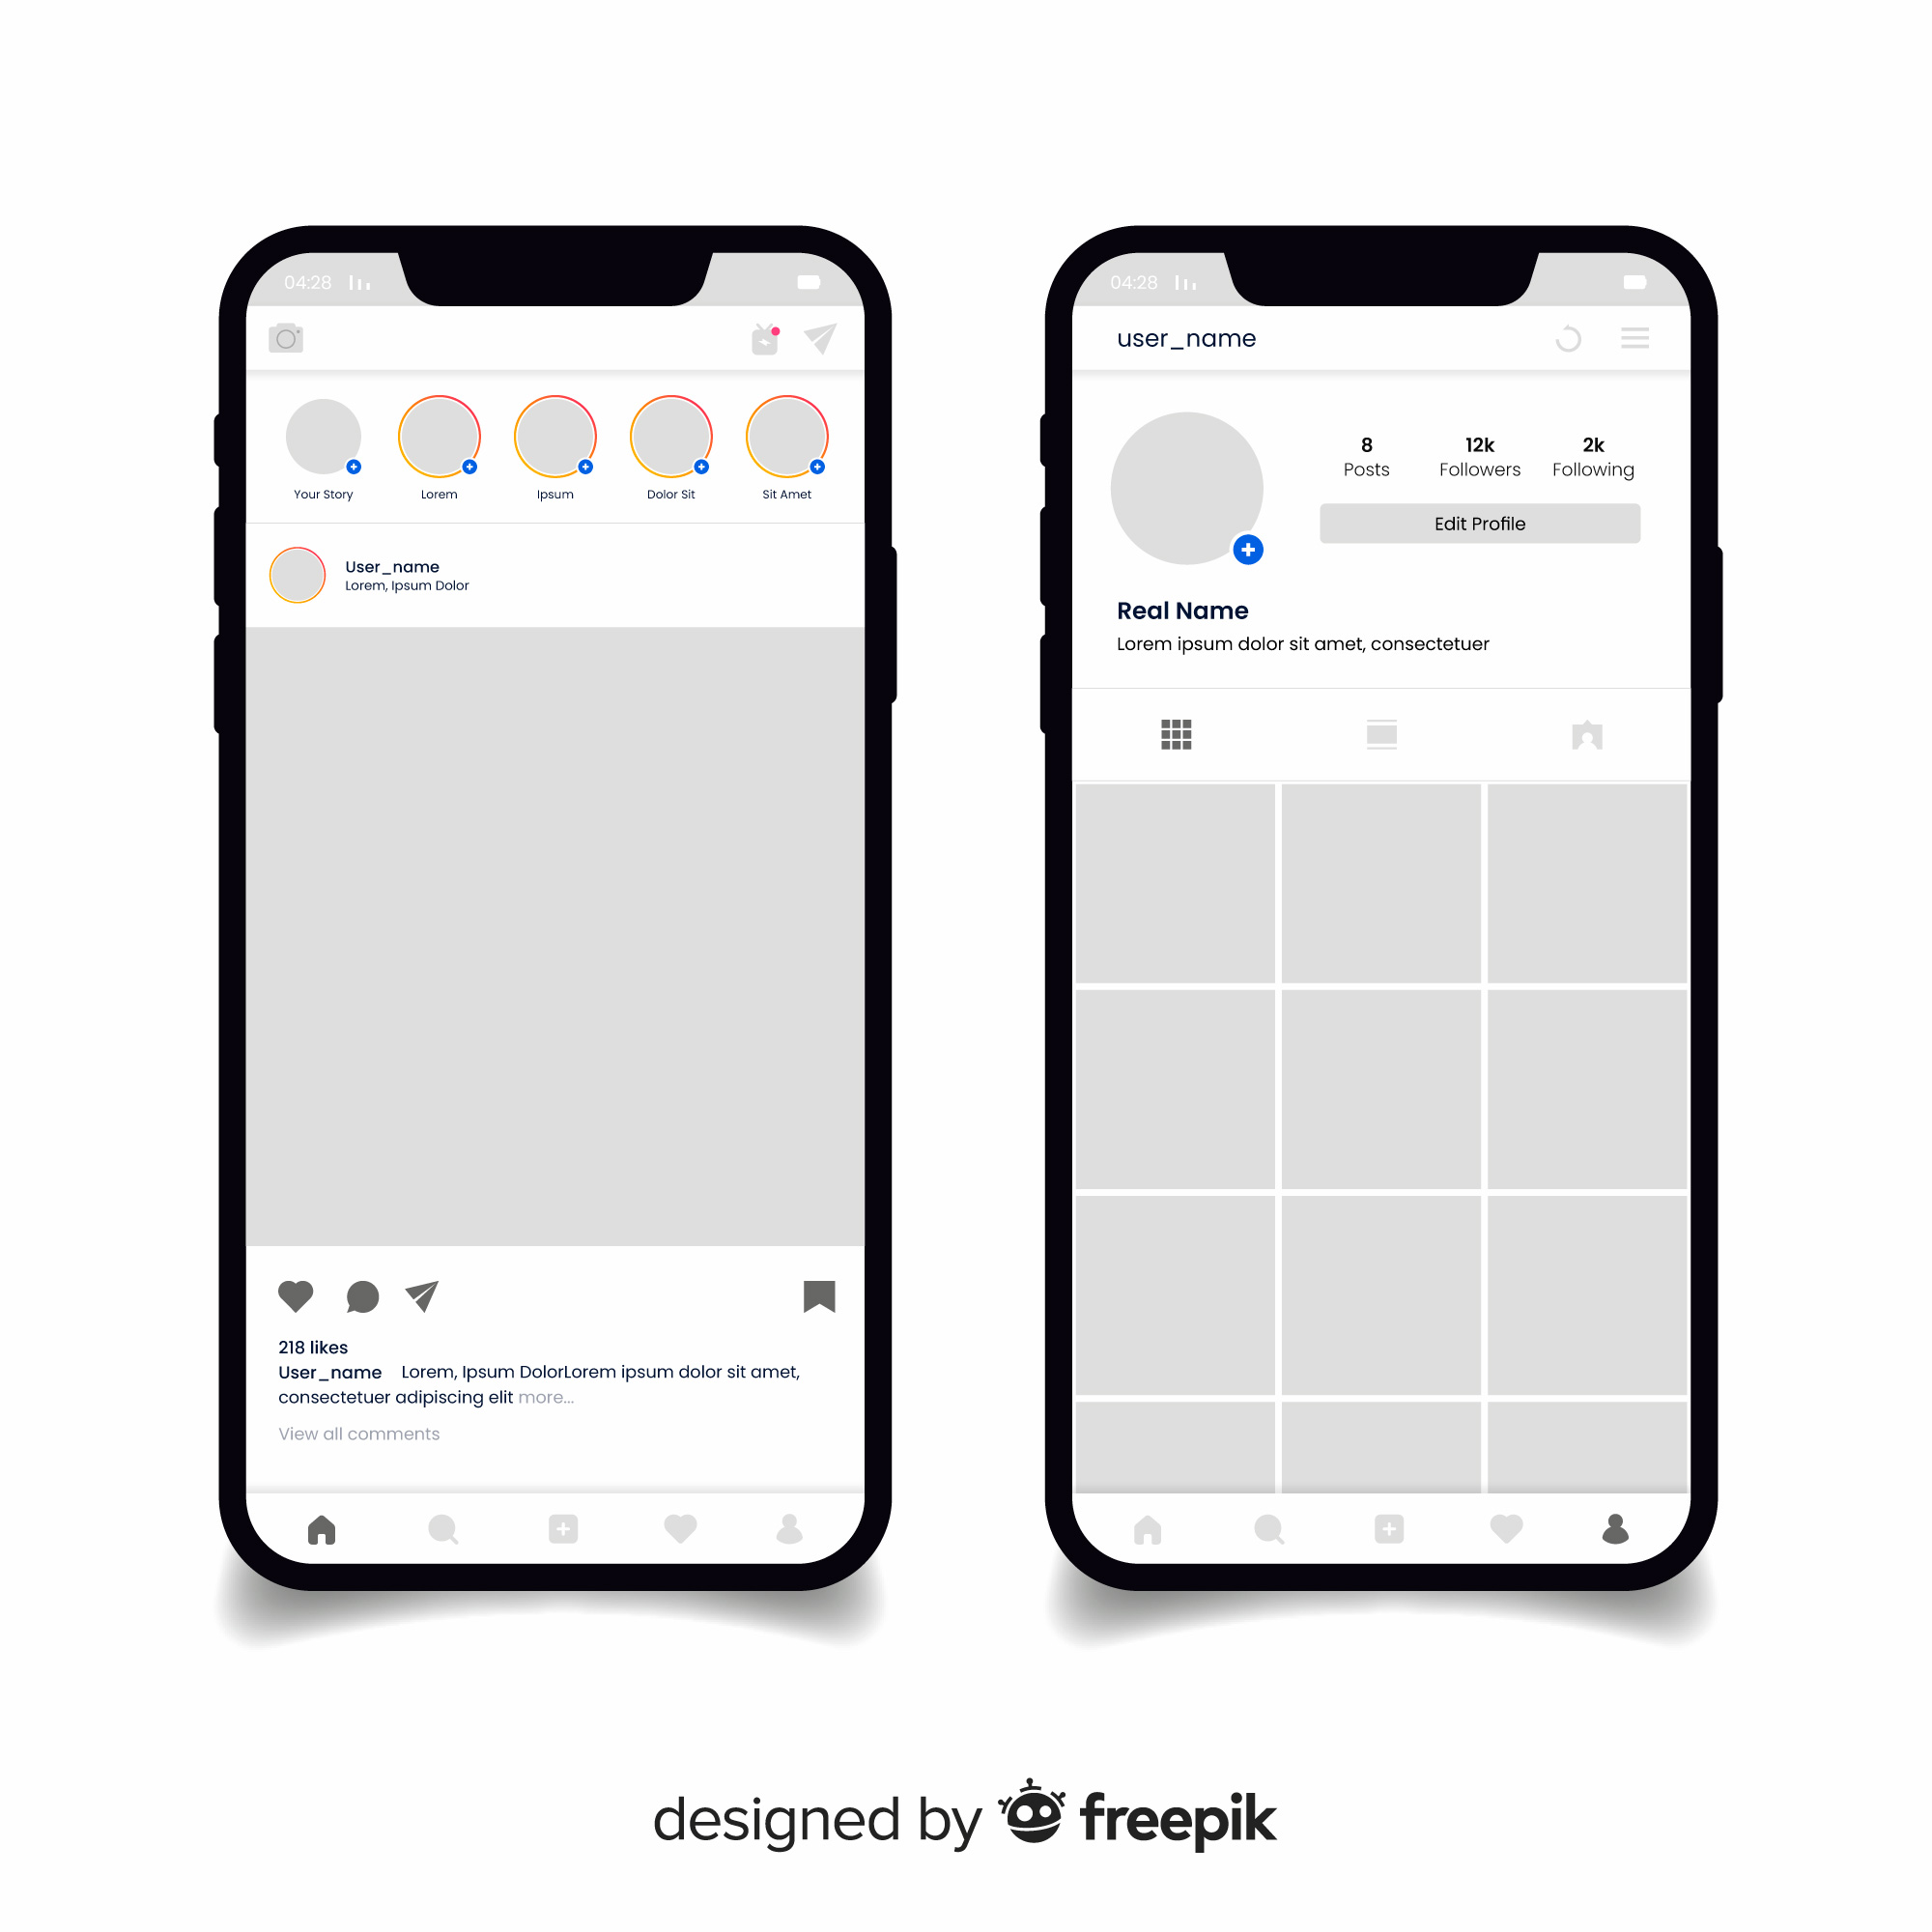 04:28
Your Story Lorem Ipsum Dolor Sit Sit Amet
User_name
Lorem, Ipsum Dolor
218 likes
User_name Lorem, Ipsum DolorLorem ipsum dolor sit amet,
consectetuer adipiscing elit more...
View all comments
04:28
user_name
8 12k 2k
Posts Followers Following
Edit Profile
Real Name
Lorem ipsum dolor sit amet, consectetuer
designed by freepik